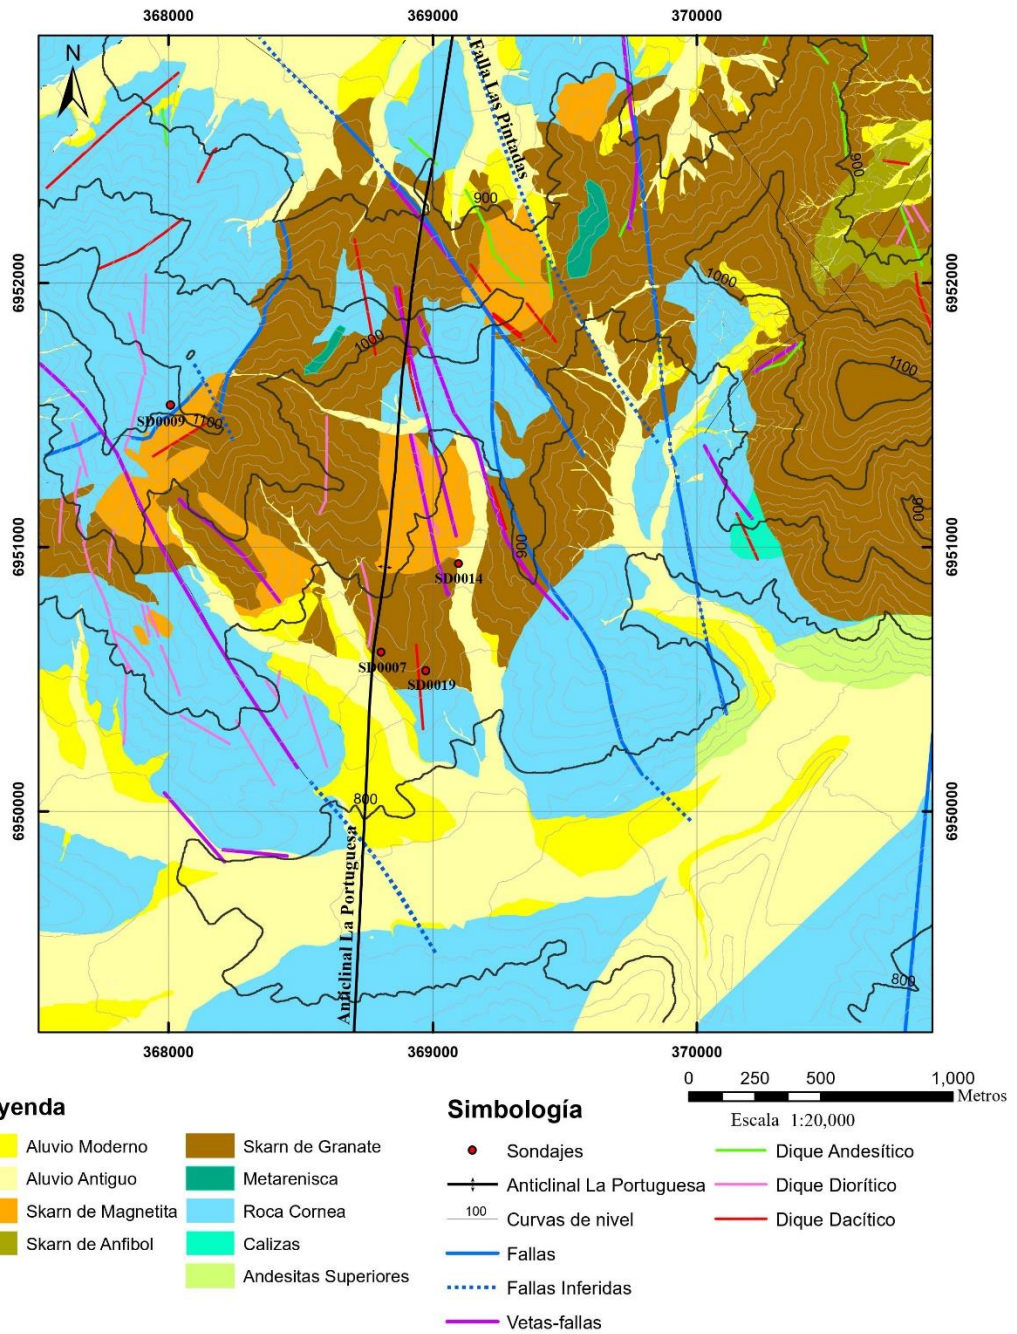 368000 369000 370000
N
Falla Las Pintadas
900
900
6952000 6952000
1000
1000
1100
0
SD0009 1100
900
6951000 6951000
900
SD0014
SD0007
SD0019
800
6950000 6950000
Anticlinal La Portuguesa
800
368000 369000 370000
0 250 500 1,000
Metros
Escala 1:20,000
yenda
Aluvio Moderno
Aluvio Antiguo
Skarn de Magnetita
Skarn de Anfibol
Skarn de Granate
Metarenisca
Roca Cornea
Calizas
Andesitas Superiores
Simbología
Sondajes
Anticlinal La Portuguesa
100 Curvas de nivel
Fallas
Fallas Inferidas
Vetas-fallas
Dique Andesítico
Dique Diorítico
Dique Dacítico